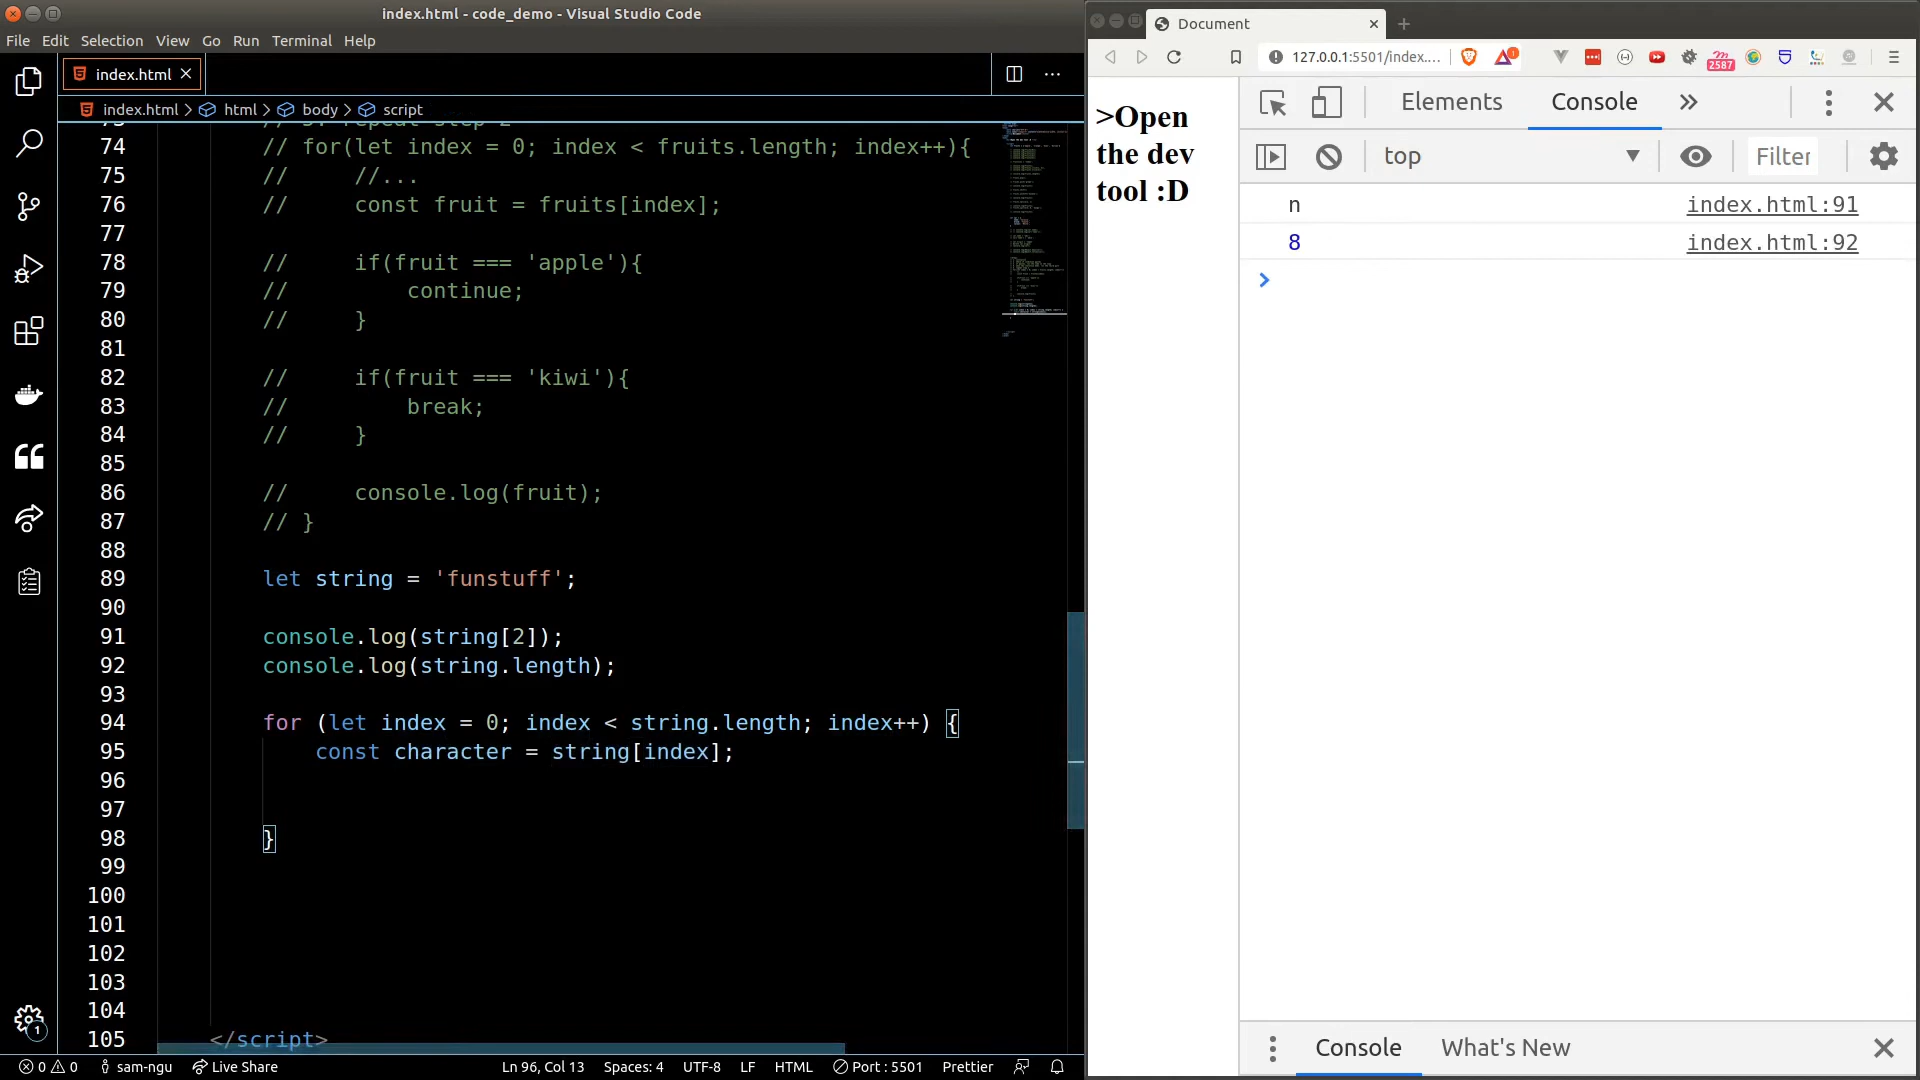 index.html - code_demo - Visual Studio Code
File Edit Selection View Go Run Terminal Help
index.html
index.html > html > body > script
74 // for(let index = 0; index < fruits.length; index++){
75 //     //...
76 //     const fruit = fruits[index];
77
78 //     if(fruit === 'apple'){
79 //         continue;
80 //     }
81
82 //     if(fruit === 'kiwi'){
83 //         break;
84 //     }
85
86 //     console.log(fruit);
87 // }
88
89 let string = 'funstuff';
90
91 console.log(string[2]);
92 console.log(string.length);
93
94 for (let index = 0; index < string.length; index++) {
95     const character = string[index];
96
97
98 }
99
100
101
102
103
104
105 </script>
1
0 0 sam-ngu Live Share Ln 96, Col 13 Spaces: 4 UTF-8 LF HTML Port : 5501 Prettier
Document
127.0.0.1:5501/index....
1
2587
>Open
the dev
tool :D
Elements Console
top
Filter
n index.html:91
8 index.html:92
Console What's New